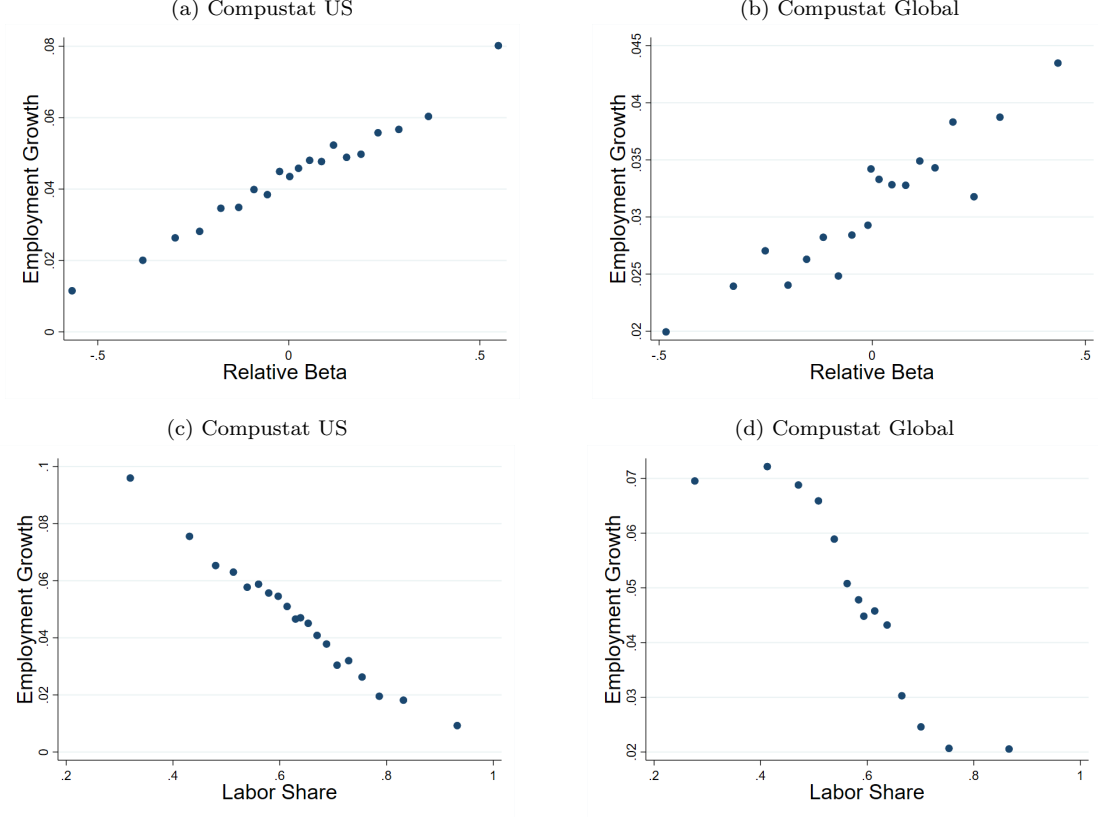 (a) Compustat US
Employment Growth
.08
.06
.04
.02
0
-.5 0 .5
Relative Beta
(b) Compustat Global
Employment Growth
.045
.04
.035
.03
.025
.02
-.5 0 .5
Relative Beta
(c) Compustat US
Employment Growth
.1
.08
.06
.04
.02
0
.2 .4 .6 .8 1
Labor Share
(d) Compustat Global
Employment Growth
.07
.06
.05
.04
.03
.02
.2 .4 .6 .8 1
Labor Share